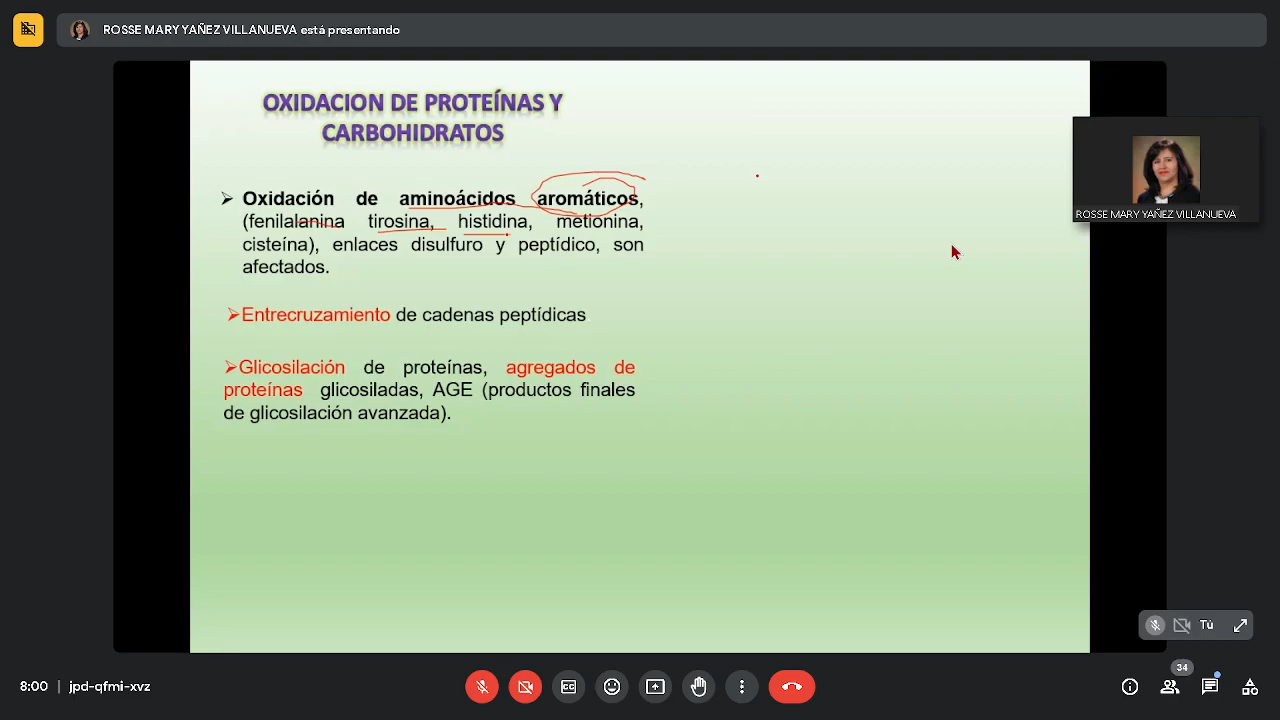 ROSSE MARY YAÑEZ VILLANUEVA está presentando
OXIDACION DE PROTEÍNAS Y
CARBOHIDRATOS
ROSSE MARY YAÑEZ VILLANUEVA
➢ Oxidación de aminoácidos aromáticos,
(fenilalanina tirosina, histidina, metionina,
cisteína), enlaces disulfuro y peptídico, son
afectados.
➢Entrecruzamiento de cadenas peptídicas.
➢Glicosilación de proteínas, agregados de
proteínas glicosiladas, AGE (productos finales
de glicosilación avanzada).
Tú
34
8:00 | jpd-qfmi-xvz